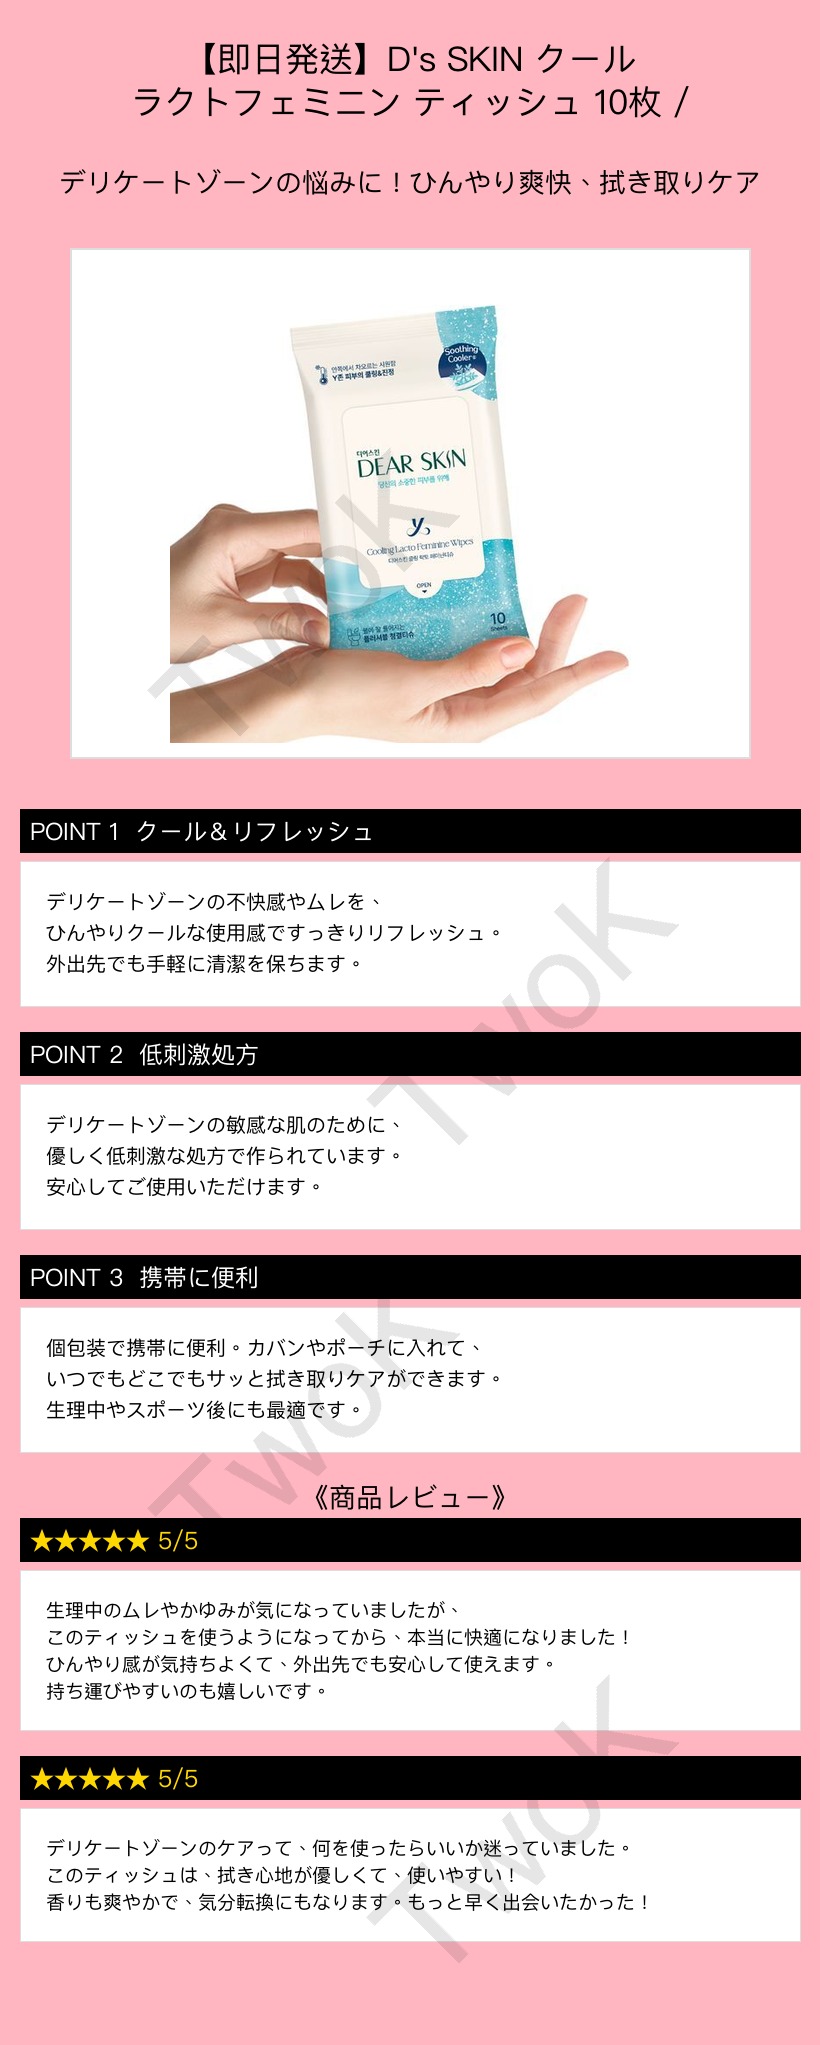 【即日発送】D's SKIN クール
ラクトフェミニン ティッシュ 10枚 /
デリケートゾーンの悩みに！ひんやり爽快、拭き取りケア
Soothing
Cooler®
안쪽에서 차오르는 시원함
Y존 피부의 쿨링&진정
디어스킨
DEAR SKIN
당신의 소중한 피부를 위해
y
Cooling Lacto Feminine Wipes
디어스킨 쿨링 락토 페미닌티슈
OPEN
물에 잘 풀어지는
플러셔블 청결티슈
10
Sheets
TwoK
POINT 1 クール＆リフレッシュ
デリケートゾーンの不快感やムレを、
ひんやりクールな使用感ですっきりリフレッシュ。
外出先でも手軽に清潔を保ちます。
TwoK
POINT 2 低刺激処方
デリケートゾーンの敏感な肌のために、
優しく低刺激な処方で作られています。
安心してご使用いただけます。
POINT 3 携帯に便利
個包装で携帯に便利。カバンやポーチに入れて、
いつでもどこでもサッと拭き取りケアができます。
生理中やスポーツ後にも最適です。
TwoK
《商品レビュー》
★★★★★ 5/5
生理中のムレやかゆみが気になっていましたが、
このティッシュを使うようになってから、本当に快適になりました！
ひんやり感が気持ちよくて、外出先でも安心して使えます。
持ち運びやすいのも嬉しいです。
★★★★★ 5/5
デリケートゾーンのケアって、何を使ったらいいか迷っていました。
このティッシュは、拭き心地が優しくて、使いやすい！
香りも爽やかで、気分転換にもなります。もっと早く出会いたかった！
TwoK